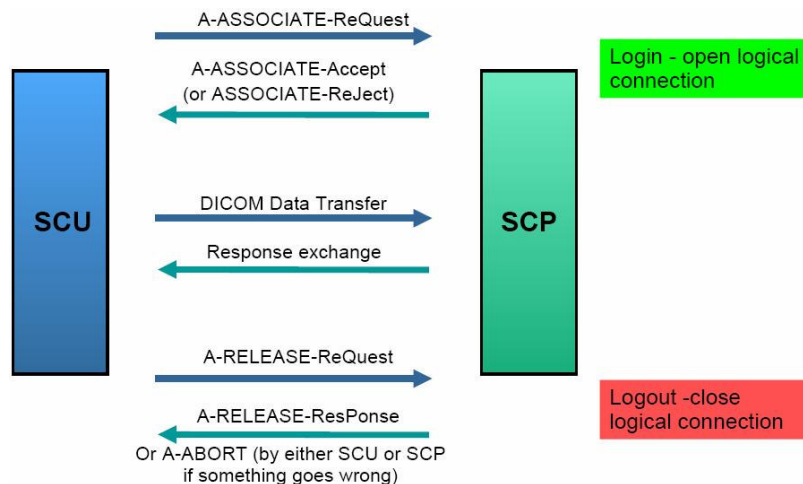 A-ASSOCIATE-ReQuest
Login - open logical
connection
A-ASSOCIATE-Accept
(or ASSOCIATE-ReJect)
SCU
SCP
DICOM Data Transfer
Response exchange
A-RELEASE-ReQuest
Logout -close
logical connection
A-RELEASE-ResPonse
Or A-ABORT (by either SCU or SCP
if something goes wrong)